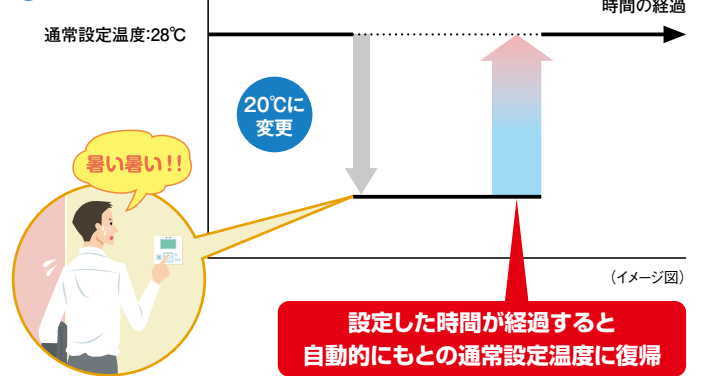 時間の経過
通常設定温度:28℃
20℃に
変更
暑い暑い!!
(イメージ図)
設定した時間が経過すると
自動的にもとの通常設定温度に復帰